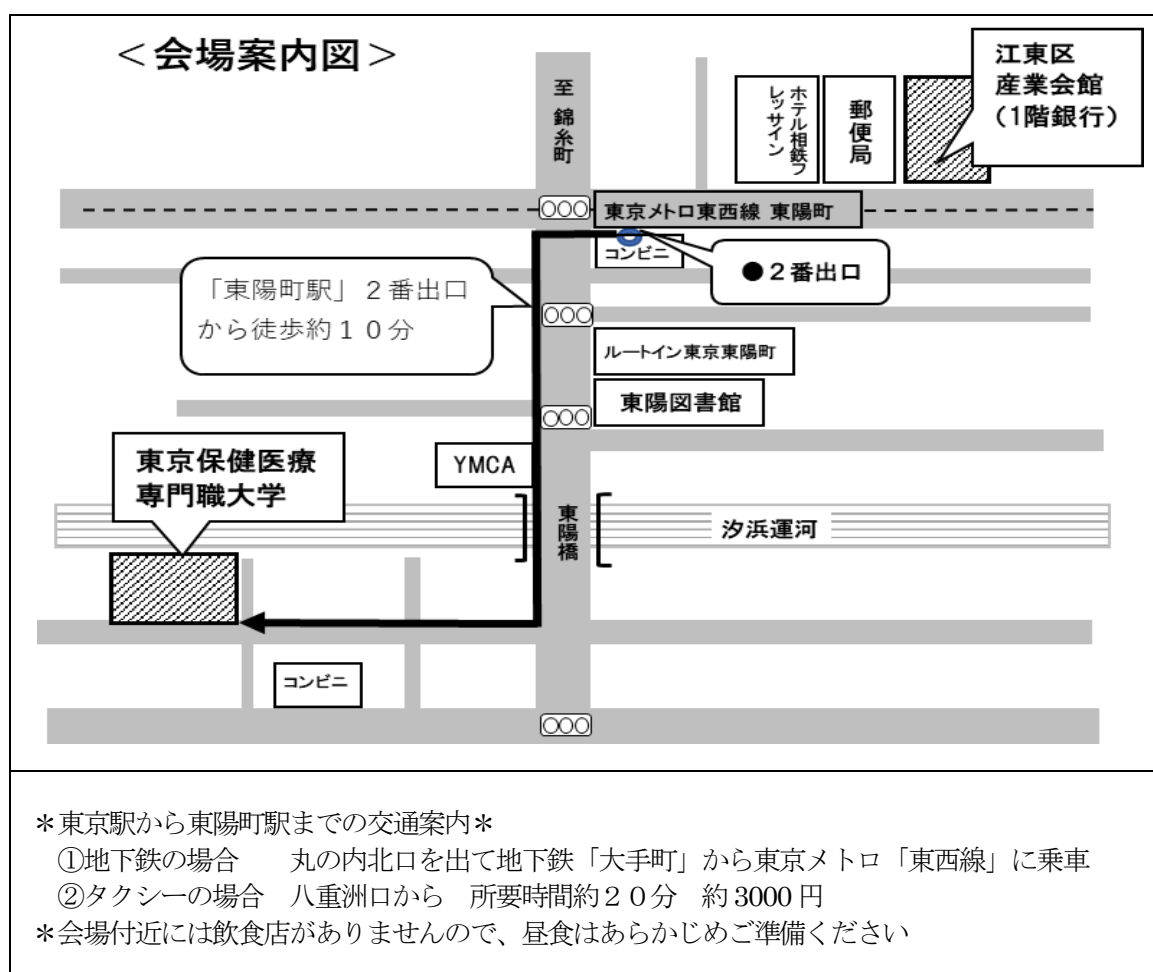 ＜会場案内図＞
至 錦糸町
ホテル相鉄フ
レッサイン
郵便局
江東区
産業会館
(1階銀行)
東京メトロ東西線 東陽町
コンビニ
●２番出口
「東陽町駅」２番出口
から徒歩約１０分
ルートイン東京東陽町
東陽図書館
YMCA
東京保健医療
専門職大学
東陽橋
汐浜運河
コンビニ
＊東京駅から東陽町駅までの交通案内＊
①地下鉄の場合　丸の内北口を出て地下鉄「大手町」から東京メトロ「東西線」に乗車
②タクシーの場合　八重洲口から　所要時間約２０分　約3000円
＊会場付近には飲食店がありませんので、昼食はあらかじめご準備ください